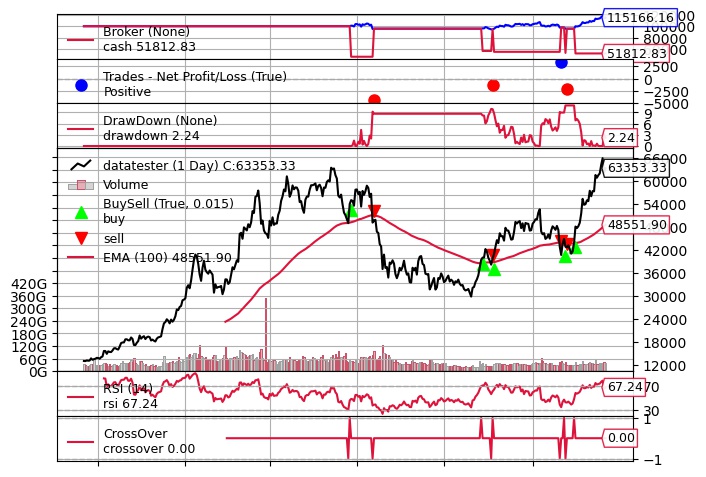 Broker (None)
cash 51812.83
115166.16
100000
80000
51812.83
Trades - Net Profit/Loss (True)
Positive
2500
0
−2500
−5000
DrawDown (None)
drawdown 2.24
9
6
3
0
2.24
datatester (1 Day) C:63353.33
Volume
BuySell (True, 0.015)
buy
sell
EMA (100) 48551.90
66000
63353.33
60000
54000
48551.90
42000
36000
30000
24000
18000
12000
420G
360G
300G
240G
180G
120G
60G
0G
RSI (14)
rsi 67.24
67.24
70
30
CrossOver
crossover 0.00
1
0.00
−1